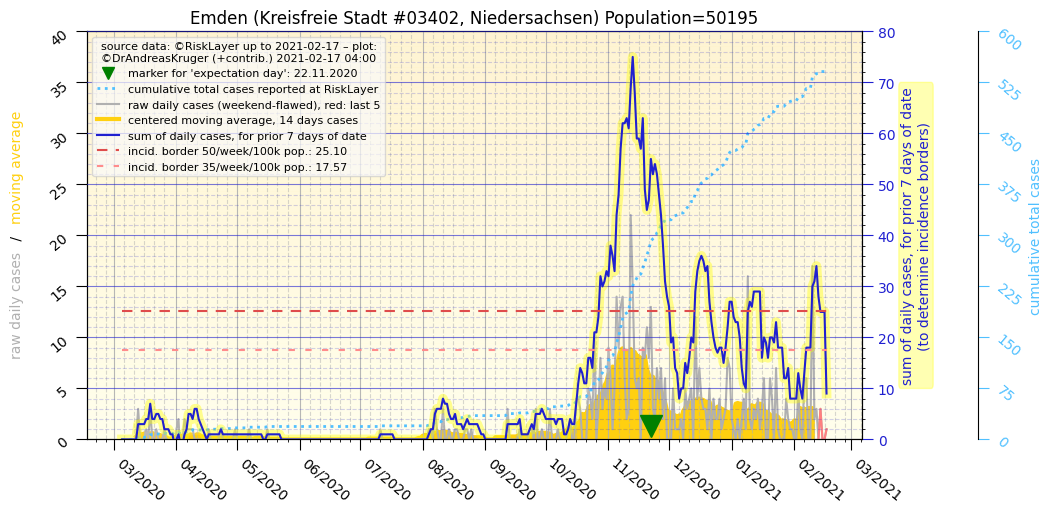 Emden (Kreisfreie Stadt #03402, Niedersachsen) Population=50195
source data: ©RiskLayer up to 2021-02-17 – plot:
©DrAndreasKruger (+contrib.) 2021-02-17 04:00
marker for 'expectation day': 22.11.2020
cumulative total cases reported at RiskLayer
raw daily cases (weekend-flawed), red: last 5
centered moving average, 14 days cases
sum of daily cases, for prior 7 days of date
incid. border 50/week/100k pop.: 25.10
incid. border 35/week/100k pop.: 17.57
raw daily cases / moving average
40
35
30
25
20
15
10
5
0
80
70
60
50
40
30
20
10
0
sum of daily cases, for prior 7 days of date
(to determine incidence borders)
600
525
450
375
300
225
150
75
0
cumulative total cases
03/2020
04/2020
05/2020
06/2020
07/2020
08/2020
09/2020
10/2020
11/2020
12/2020
01/2021
02/2021
03/2021